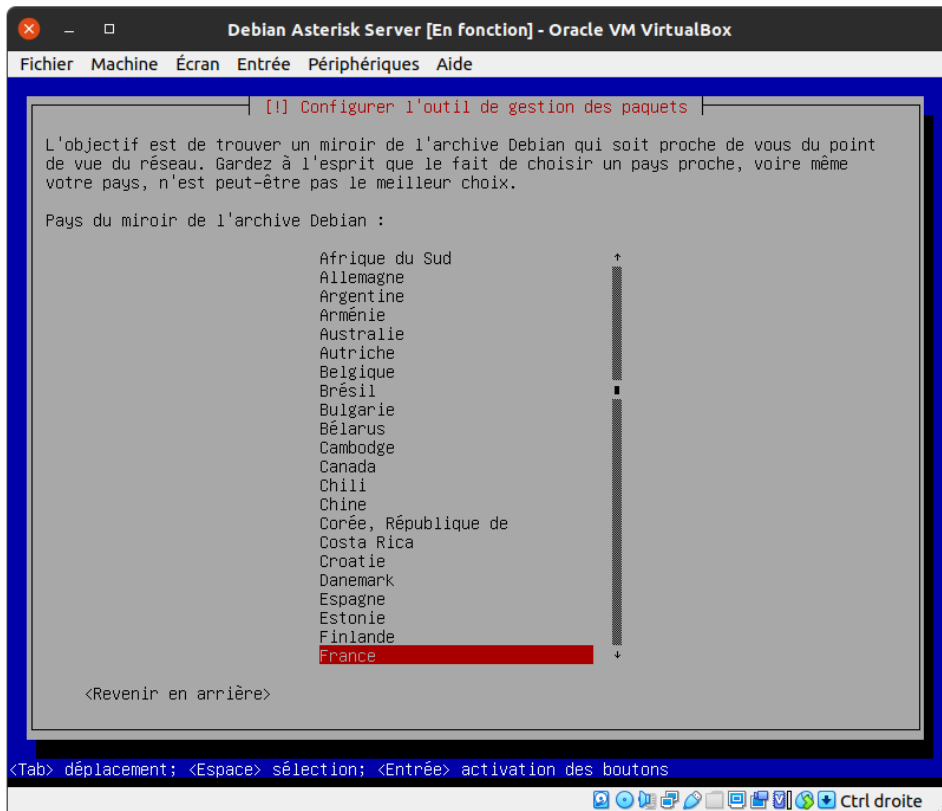 Debian Asterisk Server [En fonction] - Oracle VM VirtualBox
Fichier Machine Écran Entrée Périphériques Aide
[!] Configurer l'outil de gestion des paquets
L'objectif est de trouver un miroir de l'archive Debian qui soit proche de vous du point
de vue du réseau. Gardez à l'esprit que le fait de choisir un pays proche, voire même
votre pays, n'est peut-être pas le meilleur choix.
Pays du miroir de l'archive Debian :
Afrique du Sud
Allemagne
Argentine
Arménie
Australie
Autriche
Belgique
Brésil
Bulgarie
Bélarus
Cambodge
Canada
Chili
Chine
Corée, République de
Costa Rica
Croatie
Danemark
Espagne
Estonie
Finlande
France
<Revenir en arrière>
<Tab> déplacement; <Espace> sélection; <Entrée> activation des boutons
Ctrl droite